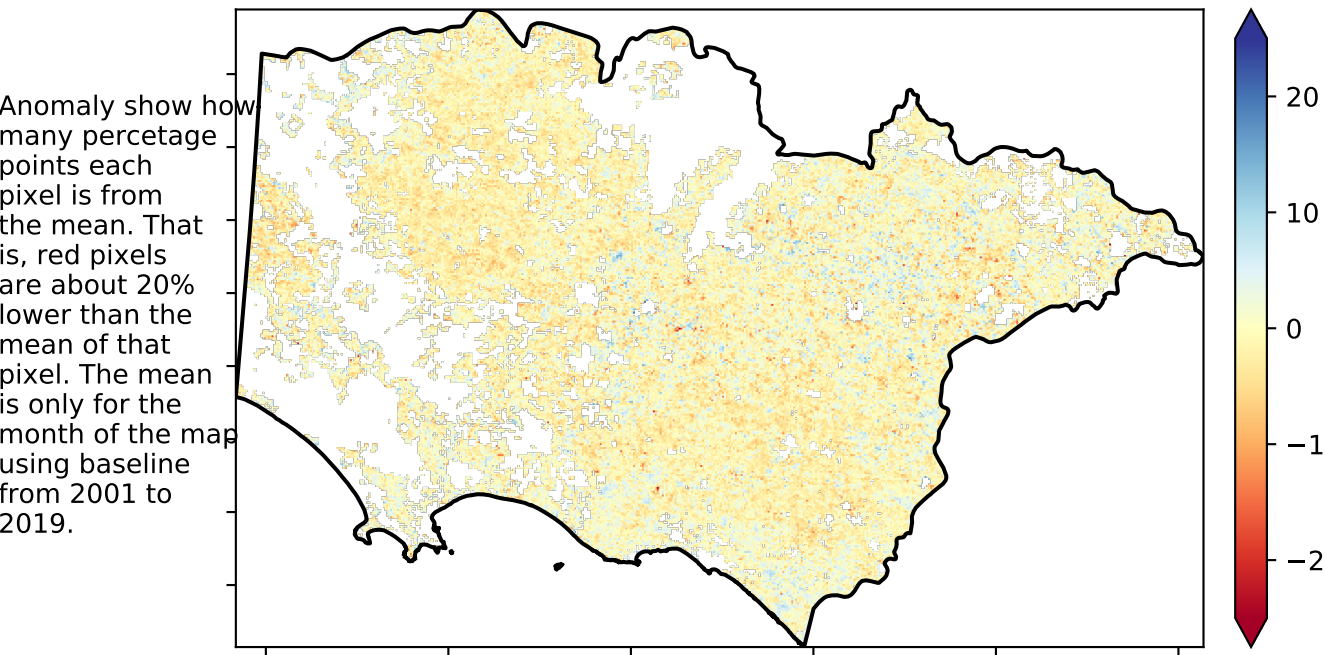 Anomaly show how
many percetage
points each
pixel is from
the mean. That
is, red pixels
are about 20%
lower than the
mean of that
pixel. The mean
is only for the
month of the map
using baseline
from 2001 to
2019.
20
10
0
−1
−2